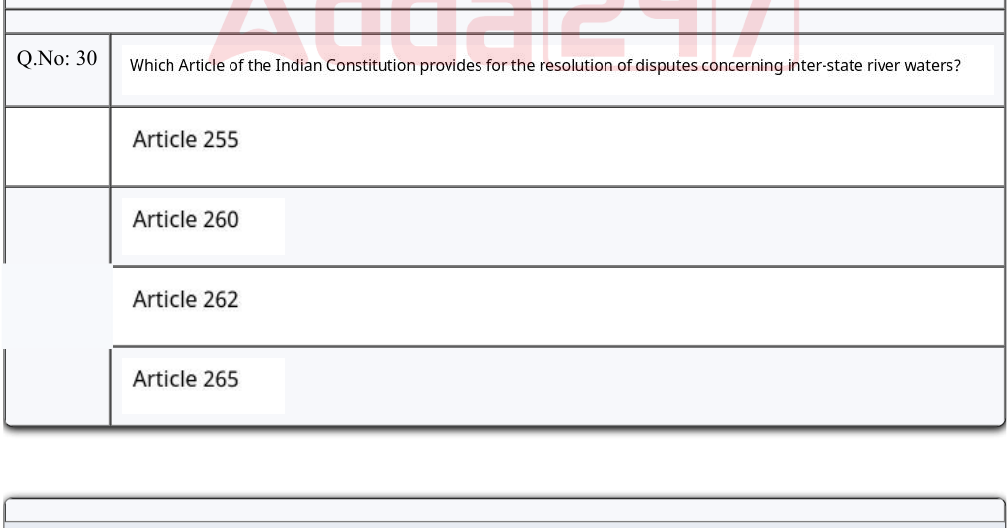 Adda247
Q.No: 30
Which Article of the Indian Constitution provides for the resolution of disputes concerning inter-state river waters?
Article 255
Article 260
Article 262
Article 265